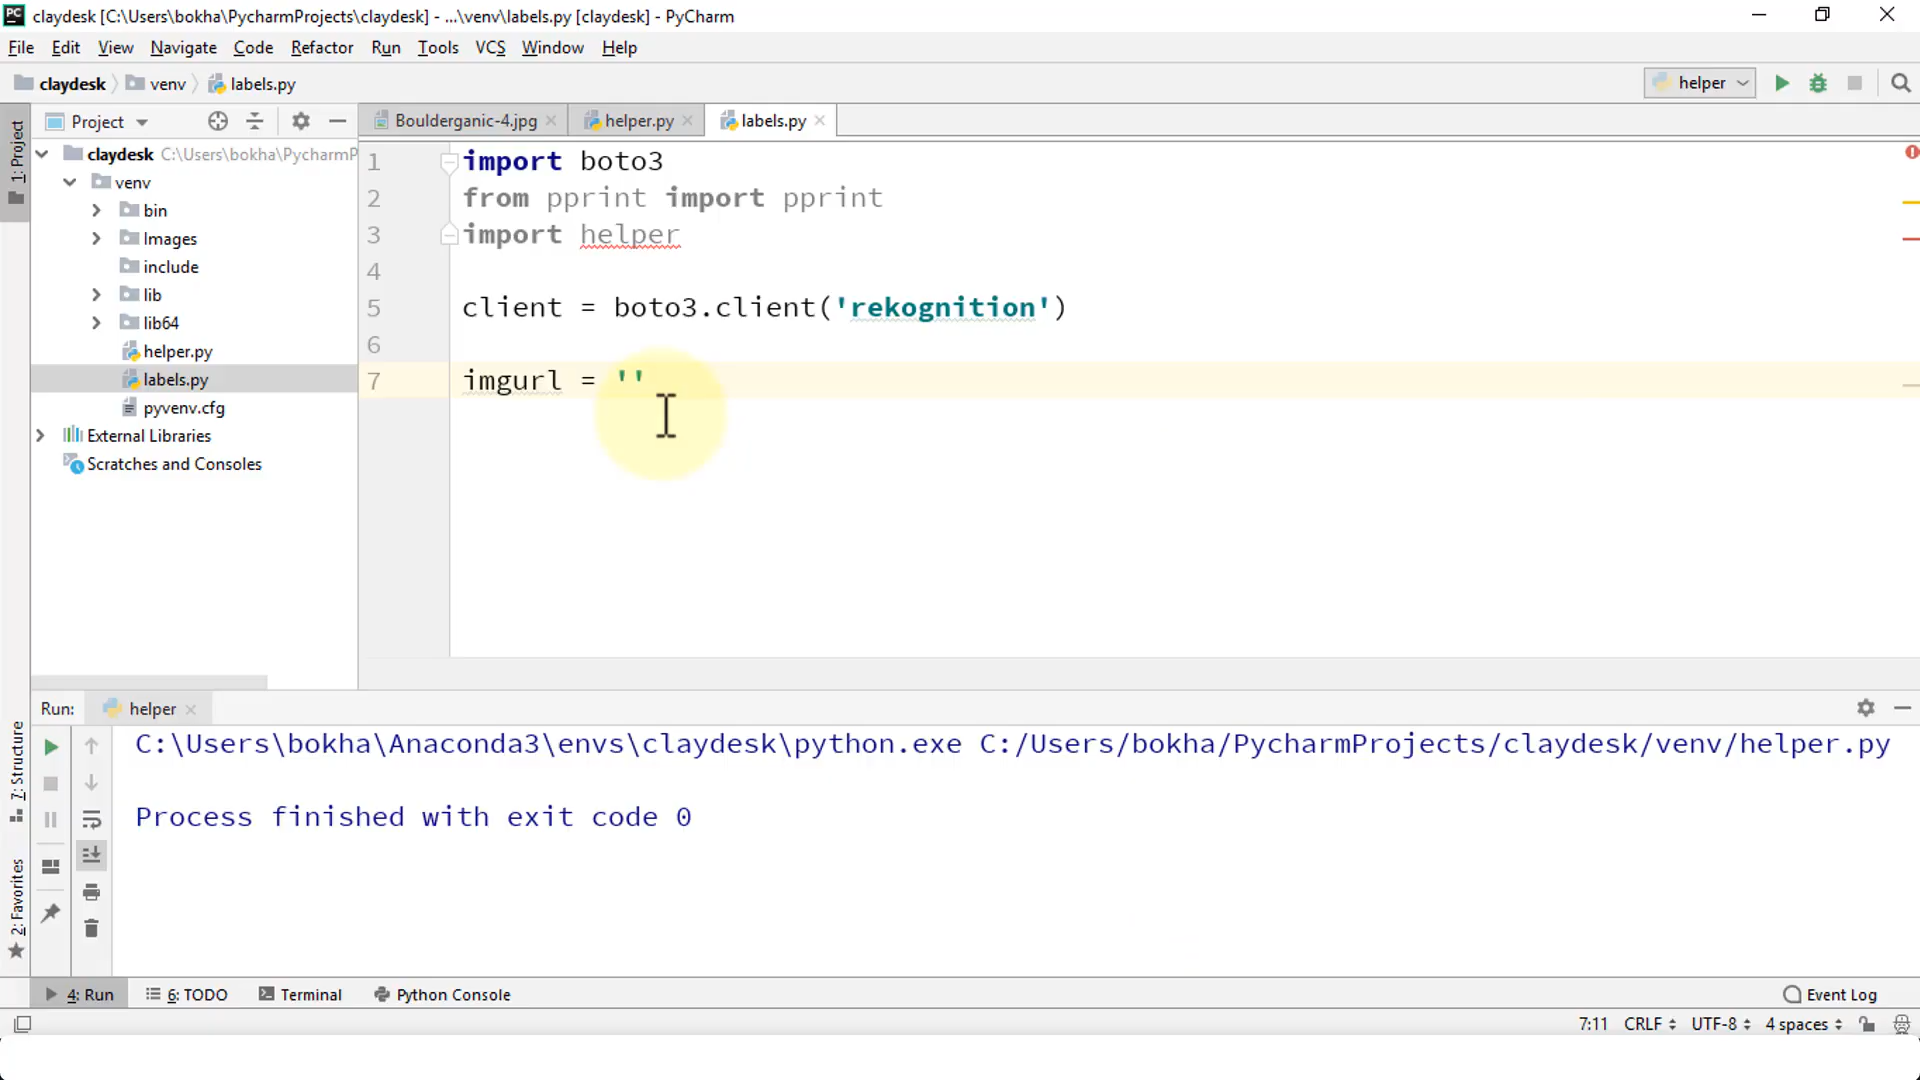 PC claydesk [C:\Users\bokha\PycharmProjects\claydesk] - ...\venv\labels.py [claydesk] - PyCharm
File Edit View Navigate Code Refactor Run Tools VCS Window Help
claydesk venv labels.py helper
1: Project
Project
Boulderganic-4.jpg helper.py labels.py
claydesk C:\Users\bokha\PycharmP
venv
bin
Images
include
lib
lib64
helper.py
labels.py
pyvenv.cfg
External Libraries
Scratches and Consoles
1 import boto3
2 from pprint import pprint
3 import helper
4
5 client = boto3.client('rekognition')
6
7 imgurl = ''
Run: helper
C:\Users\bokha\Anaconda3\envs\claydesk\python.exe C:/Users/bokha/PycharmProjects/claydesk/venv/helper.py
Process finished with exit code 0
7: Structure
2: Favorites
4: Run 6: TODO Terminal Python Console Event Log
7:11 CRLF UTF-8 4 spaces